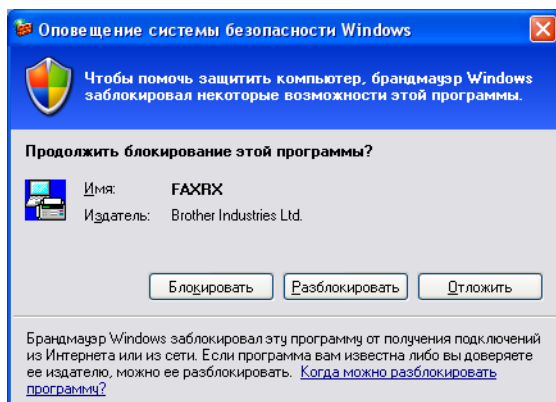 Оповещение системы безопасности Windows
Чтобы помочь защитить компьютер, брандмауэр Windows
заблокировал некоторые возможности этой программы.
Продолжить блокирование этой программы?
Имя: FAXRX
Издатель: Brother Industries Ltd.
Блокировать Разблокировать Отложить
Брандмауэр Windows заблокировал эту программу от получения подключений
из Интернета или из сети. Если программа вам известна либо вы доверяете
ее издателю, можно ее разблокировать. Когда можно разблокировать
программу?